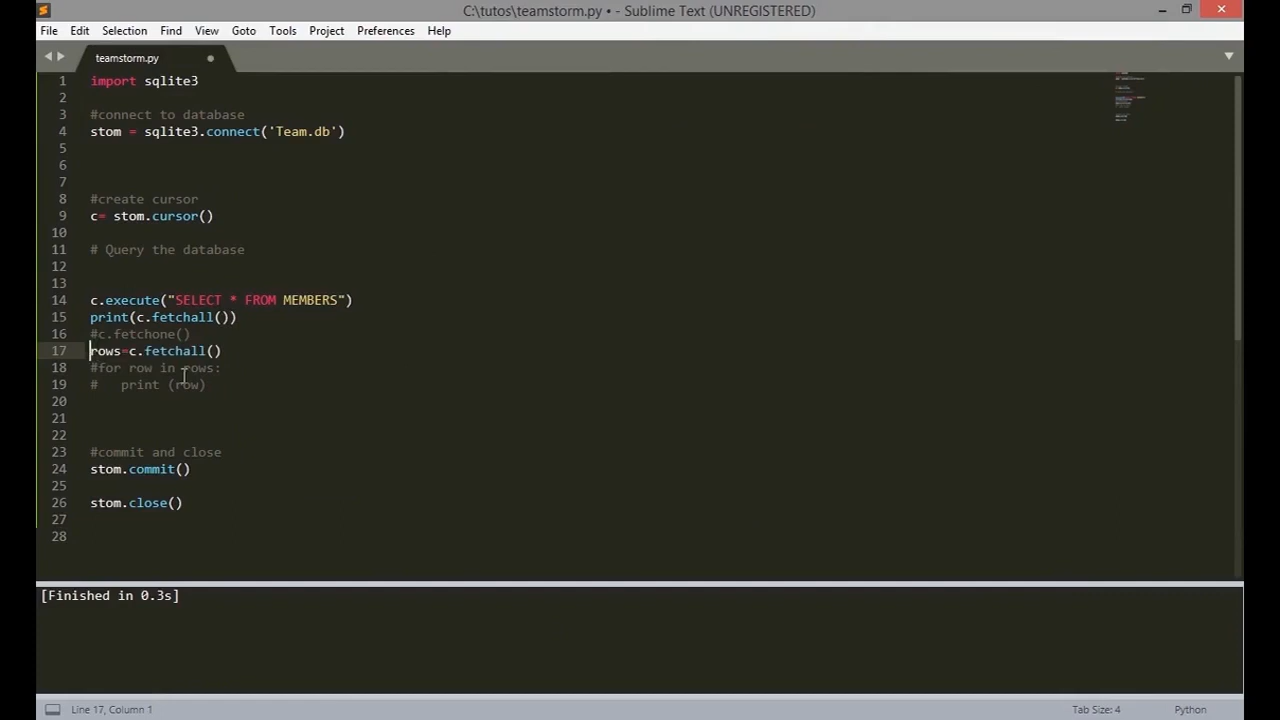 C:\tutos\teamstorm.py • - Sublime Text (UNREGISTERED)
File Edit Selection Find View Goto Tools Project Preferences Help
teamstorm.py
1 import sqlite3
2
3 #connect to database
4 stom = sqlite3.connect('Team.db')
5
6
7
8 #create cursor
9 c= stom.cursor()
10
11 # Query the database
12
13
14 c.execute("SELECT * FROM MEMBERS")
15 print(c.fetchall())
16 #c.fetchone()
17 rows=c.fetchall()
18 #for row in rows:
19 #   print (row)
20
21
22
23 #commit and close
24 stom.commit()
25
26 stom.close()
27
28
[Finished in 0.3s]
Line 17, Column 1 Tab Size: 4 Python